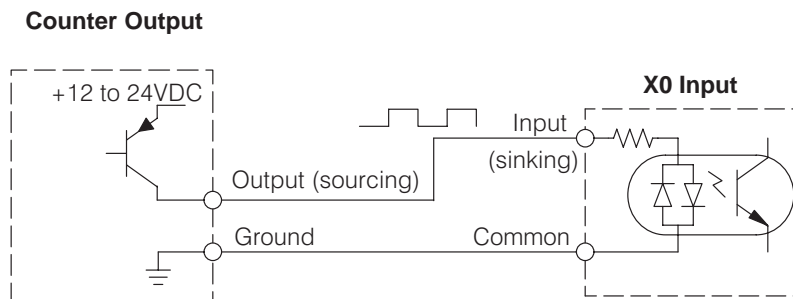 Counter Output
+12 to 24VDC
X0 Input
Input
(sinking)
Output (sourcing)
Ground
Common